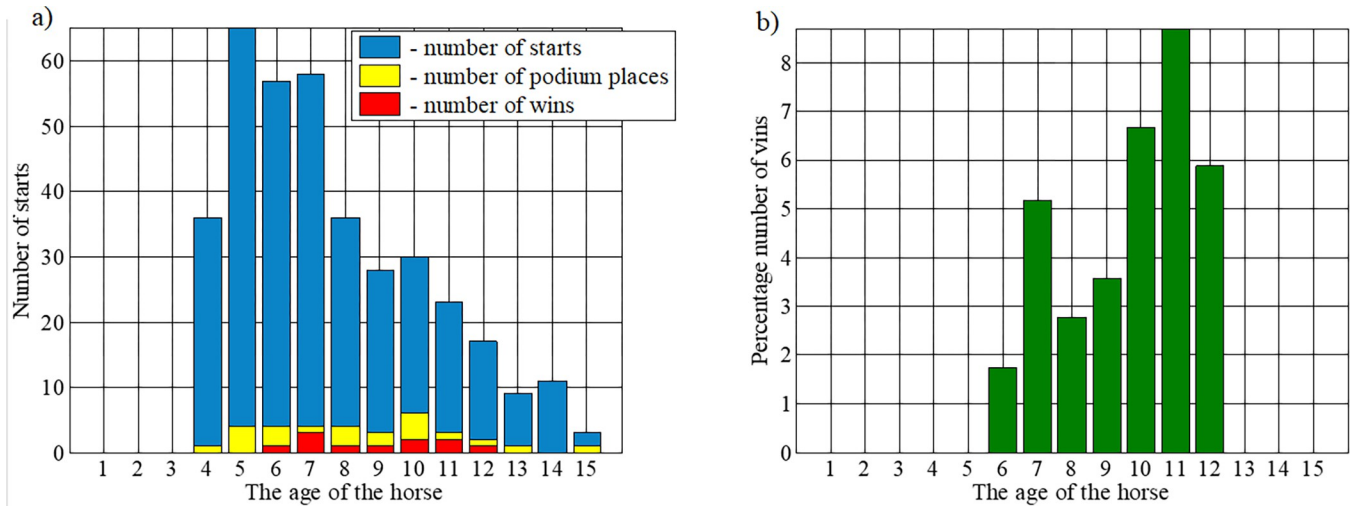 a)
- number of starts
- number of podium places
- number of wins
Number of starts
60
50
40
30
20
10
0
1 2 3 4 5 6 7 8 9 10 11 12 13 14 15
The age of the horse
b)
Percentage number of vins
8
7
6
5
4
3
2
1
0
1 2 3 4 5 6 7 8 9 10 11 12 13 14 15
The age of the horse